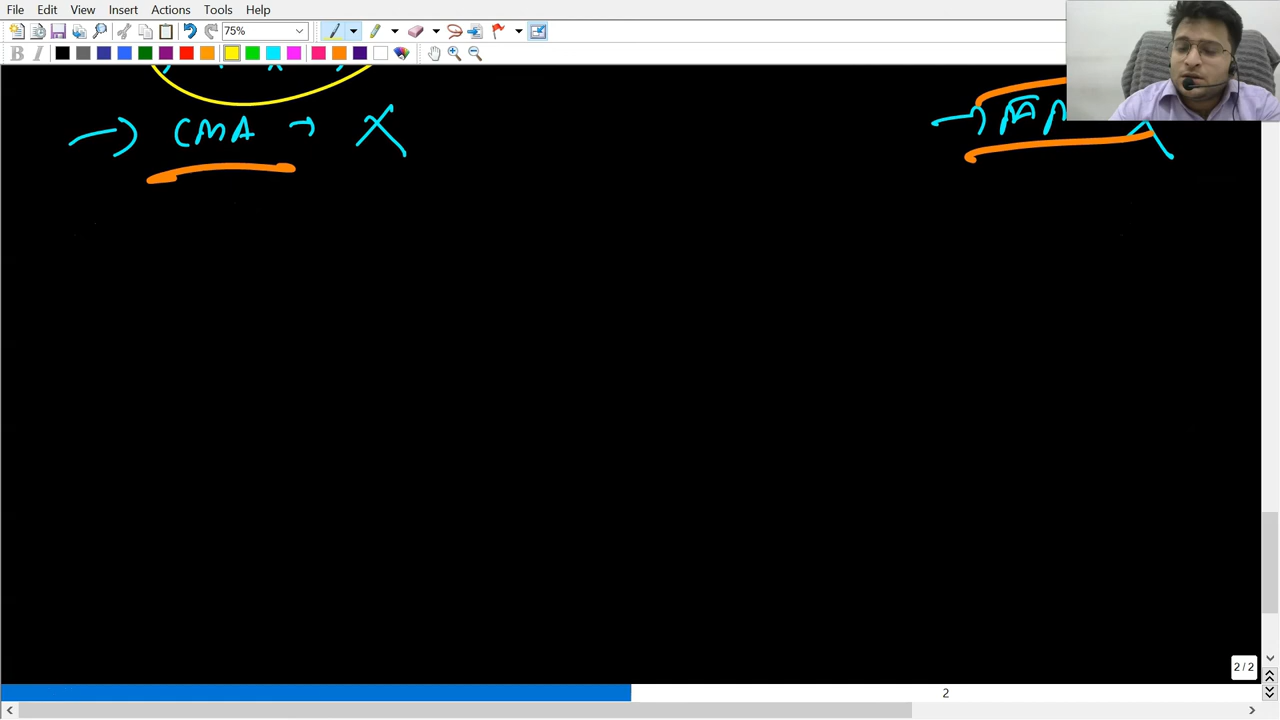 File Edit View Insert Actions Tools Help
75%
B I
→ CMA → X
2 / 2
2